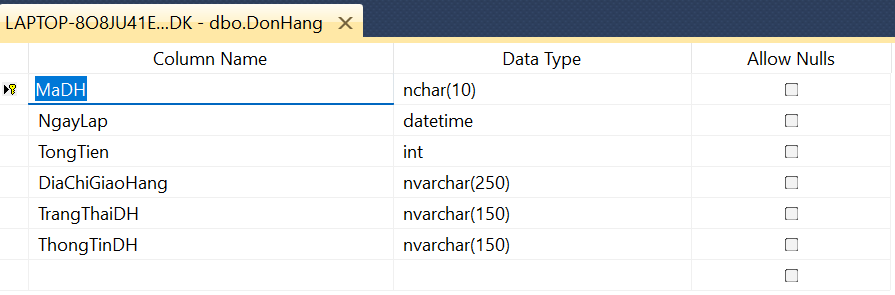 LAPTOP-8O8JU41E...DK - dbo.DonHang
Column Name Data Type Allow Nulls
MaDH nchar(10)
NgayLap datetime
TongTien int
DiaChiGiaoHang nvarchar(250)
TrangThaiDH nvarchar(150)
ThongTinDH nvarchar(150)